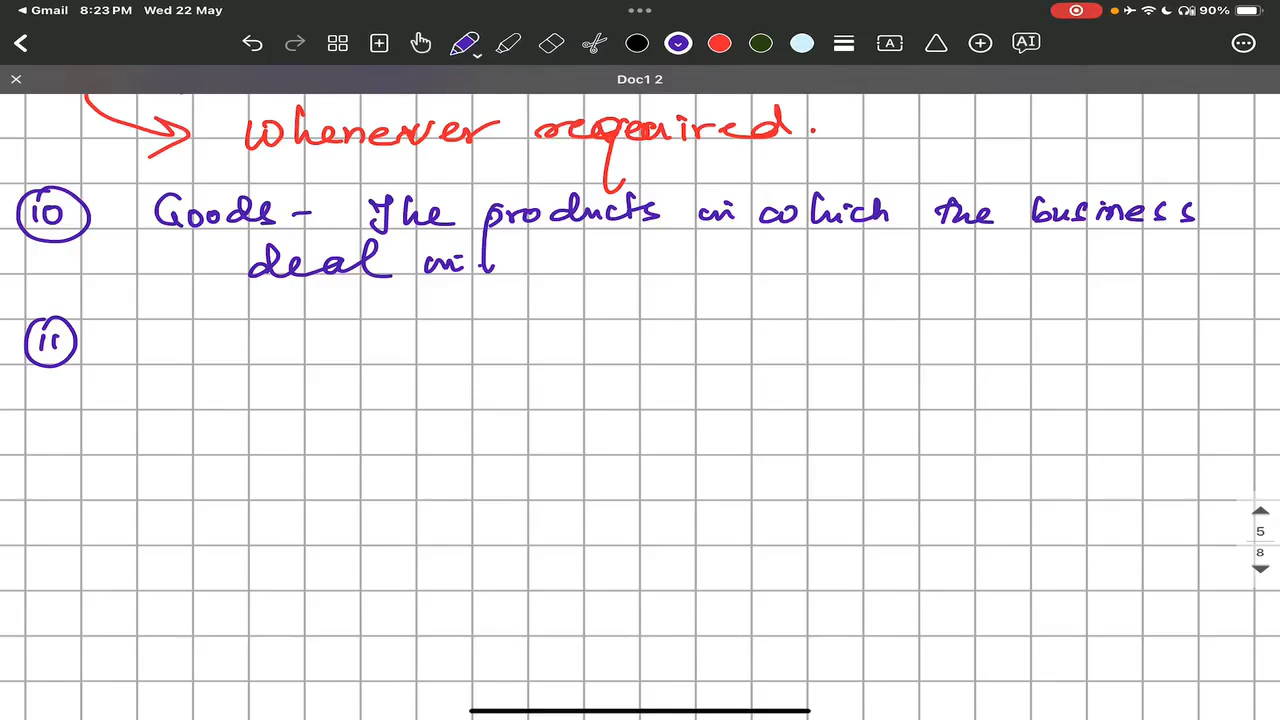 Gmail 8:23 PM Wed 22 May 90%
A AI
Doc1 2
Whenever required.
10 Goods - The products in which the business
deal in.
11
5
8